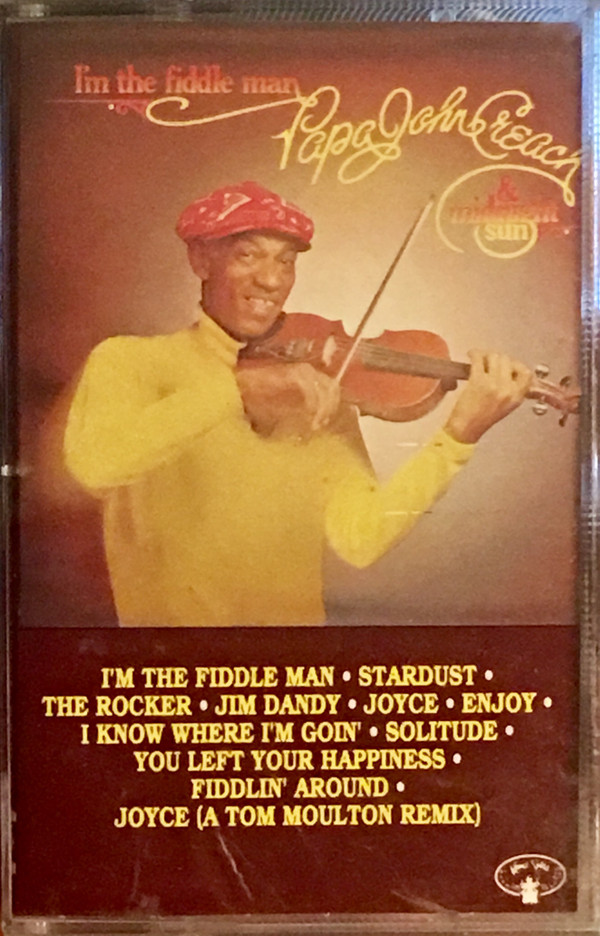 I'm the fiddle man
Papa John Creach
&
midnight
sun
I'M THE FIDDLE MAN • STARDUST •
THE ROCKER • JIM DANDY • JOYCE • ENJOY •
I KNOW WHERE I'M GOIN' • SOLITUDE •
YOU LEFT YOUR HAPPINESS •
FIDDLIN' AROUND •
JOYCE (A TOM MOULTON REMIX)